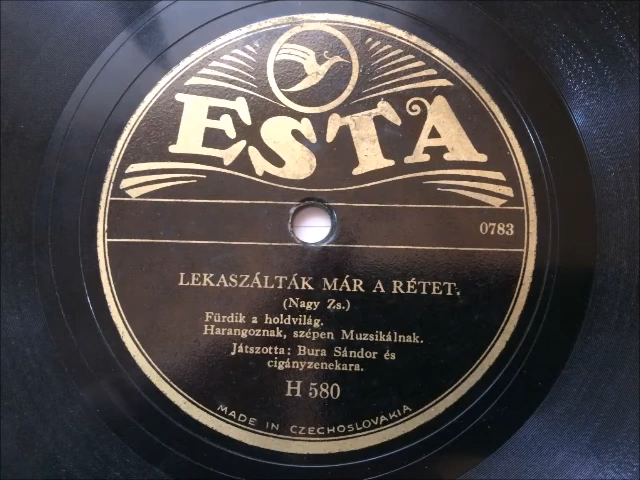 ESTA
0783
LEKASZÁLTÁK MÁR A RÉTET.
(Nagy Zs.)
Fürdik a holdvilág.
Harangoznak, szépen Muzsikálnak.
Játszotta: Bura Sándor és
cigányzenekara.
H 580
MADE IN CZECHOSLOVAKIA